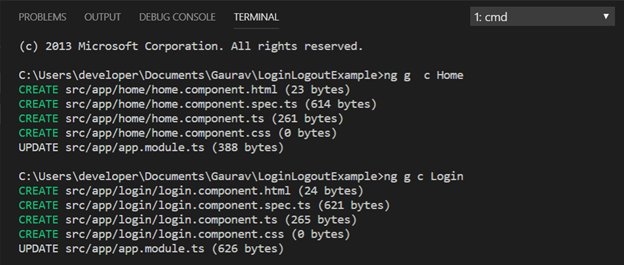 PROBLEMS OUTPUT DEBUG CONSOLE TERMINAL 1: cmd
(c) 2013 Microsoft Corporation. All rights reserved.
C:\Users\developer\Documents\Gaurav\LoginLogoutExample>ng g  c Home
CREATE src/app/home/home.component.html (23 bytes)
CREATE src/app/home/home.component.spec.ts (614 bytes)
CREATE src/app/home/home.component.ts (261 bytes)
CREATE src/app/home/home.component.css (0 bytes)
UPDATE src/app/app.module.ts (388 bytes)
C:\Users\developer\Documents\Gaurav\LoginLogoutExample>ng g c Login
CREATE src/app/login/login.component.html (24 bytes)
CREATE src/app/login/login.component.spec.ts (621 bytes)
CREATE src/app/login/login.component.ts (265 bytes)
CREATE src/app/login/login.component.css (0 bytes)
UPDATE src/app/app.module.ts (626 bytes)